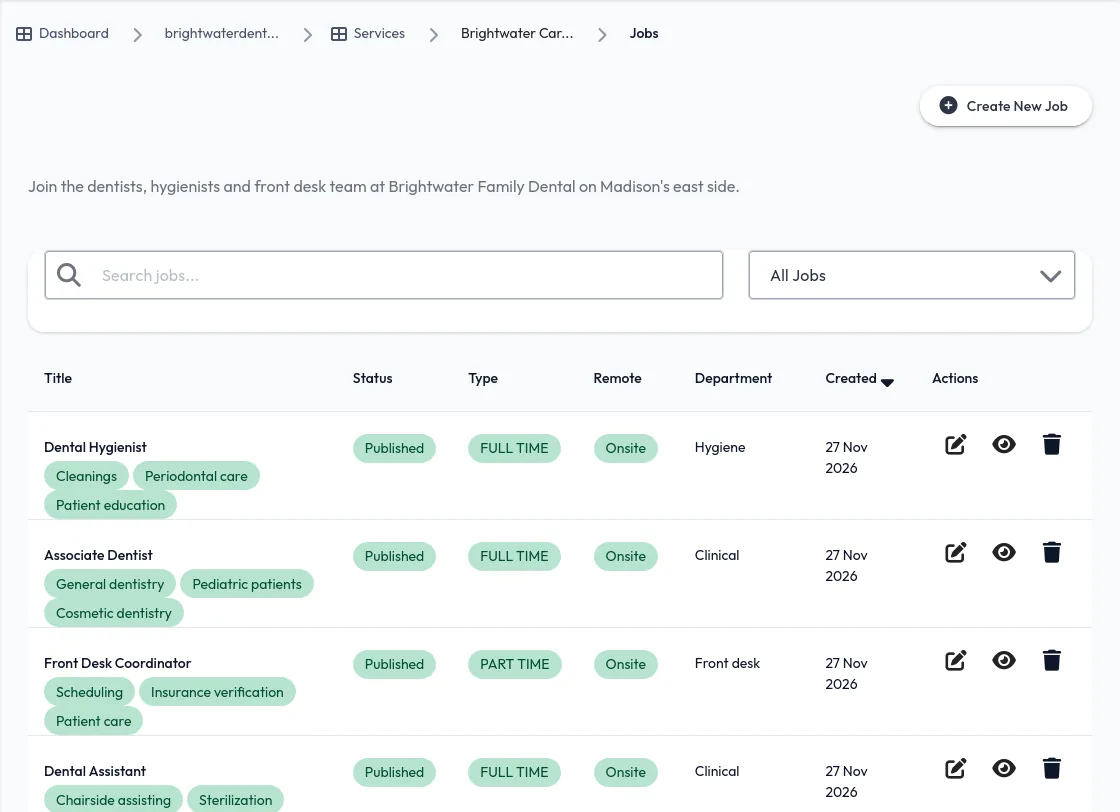 Dashboard brightwaterdent... Services Brightwater Car... Jobs
Create New Job
Join the dentists, hygienists and front desk team at Brightwater Family Dental on Madison's east side.
Search jobs... All Jobs
Title Status Type Remote Department Created Actions
Dental Hygienist Published FULL TIME Onsite Hygiene 27 Nov
2026
Cleanings Periodontal care
Patient education
Associate Dentist Published FULL TIME Onsite Clinical 27 Nov
2026
General dentistry Pediatric patients
Cosmetic dentistry
Front Desk Coordinator Published PART TIME Onsite Front desk 27 Nov
2026
Scheduling Insurance verification
Patient care
Dental Assistant Published FULL TIME Onsite Clinical 27 Nov
2026
Chairside assisting Sterilization